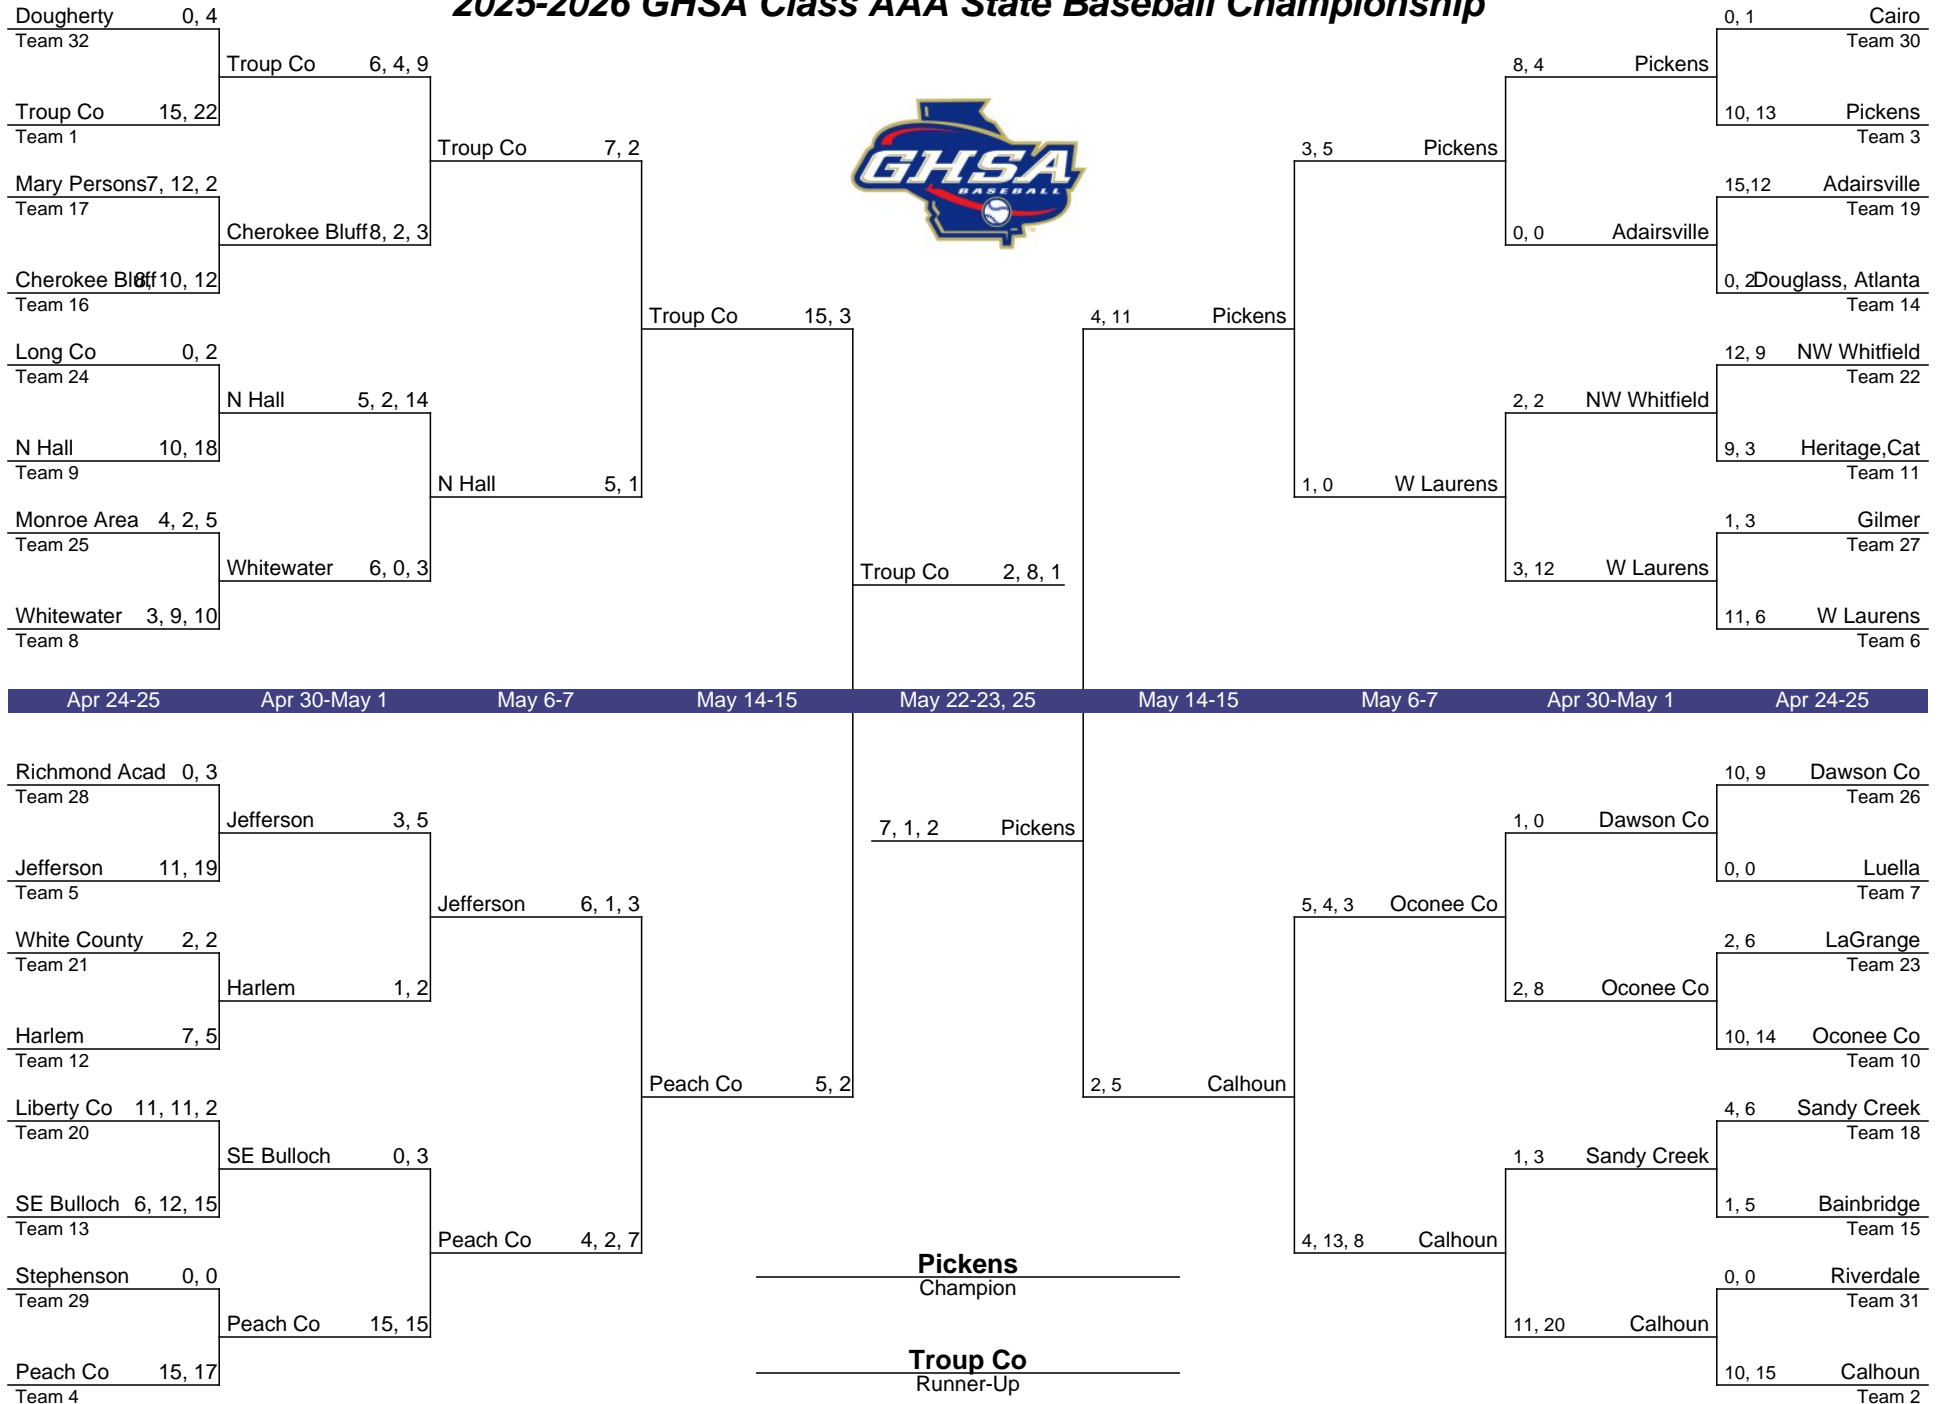 2025-2026 GHSA Class AAA State Baseball Championship
Dougherty 0, 4
Team 32
Troup Co 15, 22
Team 1
Mary Persons 7, 12, 2
Team 17
Cherokee Bluff 8, 10, 12
Team 16
Long Co 0, 2
Team 24
N Hall 10, 18
Team 9
Monroe Area 4, 2, 5
Team 25
Whitewater 3, 9, 10
Team 8
Troup Co 6, 4, 9
Cherokee Bluff 8, 2, 3
N Hall 5, 2, 14
Whitewater 6, 0, 3
Troup Co 7, 2
N Hall 5, 1
Troup Co 15, 3
Troup Co 2, 8, 1
GHSA
BASEBALL
4, 11 Pickens
3, 5 Pickens
1, 0 W Laurens
8, 4 Pickens
0, 0 Adairsville
2, 2 NW Whitfield
3, 12 W Laurens
0, 1 Cairo
Team 30
10, 13 Pickens
Team 3
15,12 Adairsville
Team 19
0, 2 Douglass, Atlanta
Team 14
12, 9 NW Whitfield
Team 22
9, 3 Heritage,Cat
Team 11
1, 3 Gilmer
Team 27
11, 6 W Laurens
Team 6
Apr 24-25 Apr 30-May 1 May 6-7 May 14-15 May 22-23, 25 May 14-15 May 6-7 Apr 30-May 1 Apr 24-25
Richmond Acad 0, 3
Team 28
Jefferson 11, 19
Team 5
White County 2, 2
Team 21
Harlem 7, 5
Team 12
Liberty Co 11, 11, 2
Team 20
SE Bulloch 6, 12, 15
Team 13
Stephenson 0, 0
Team 29
Peach Co 15, 17
Team 4
Jefferson 3, 5
Harlem 1, 2
SE Bulloch 0, 3
Peach Co 15, 15
Jefferson 6, 1, 3
Peach Co 4, 2, 7
Peach Co 5, 2
7, 1, 2 Pickens
2, 5 Calhoun
5, 4, 3 Oconee Co
4, 13, 8 Calhoun
1, 0 Dawson Co
2, 8 Oconee Co
1, 3 Sandy Creek
11, 20 Calhoun
10, 9 Dawson Co
Team 26
0, 0 Luella
Team 7
2, 6 LaGrange
Team 23
10, 14 Oconee Co
Team 10
4, 6 Sandy Creek
Team 18
1, 5 Bainbridge
Team 15
0, 0 Riverdale
Team 31
10, 15 Calhoun
Team 2
Pickens
Champion
Troup Co
Runner-Up